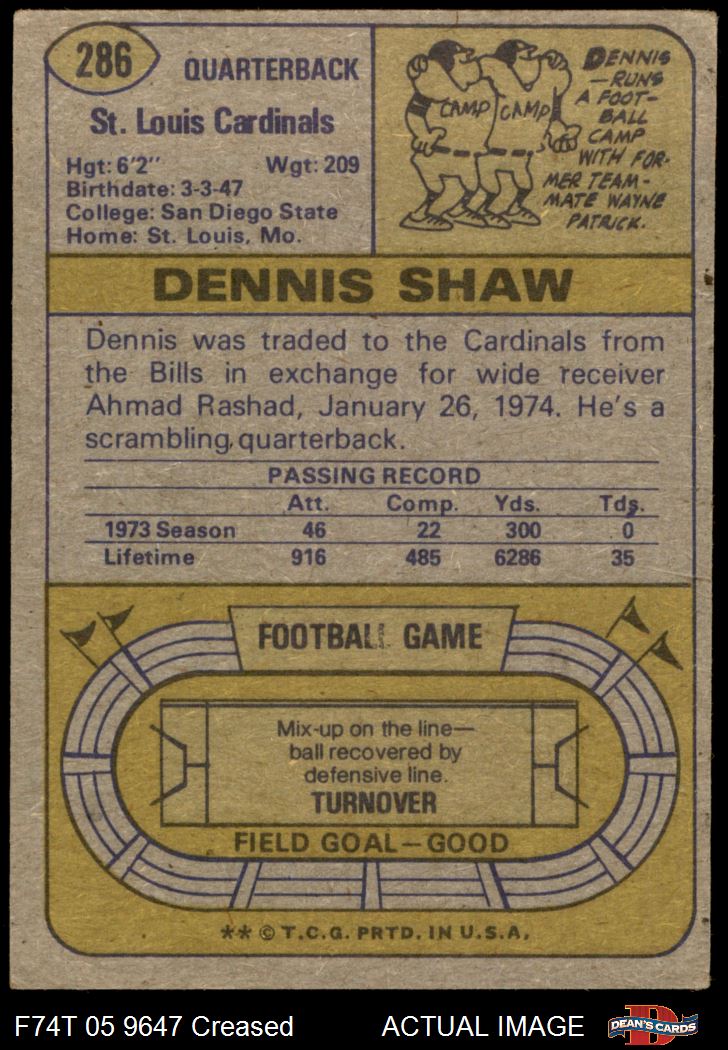 286
QUARTERBACK
St. Louis Cardinals
Hgt: 6'2" Wgt: 209
Birthdate: 3-3-47
College: San Diego State
Home: St. Louis, Mo.
CAMP CAMP
DENNIS
—RUNS
A FOOT-
BALL
CAMP
WITH FOR-
MER TEAM-
MATE WAYNE
PATRICK.
DENNIS SHAW
Dennis was traded to the Cardinals from
the Bills in exchange for wide receiver
Ahmad Rashad, January 26, 1974. He's a
scrambling quarterback.
PASSING RECORD
Att. Comp. Yds. Tds.
1973 Season 46 22 300 0
Lifetime 916 485 6286 35
FOOTBALL GAME
Mix-up on the line—
ball recovered by
defensive line.
TURNOVER
FIELD GOAL—GOOD
** © T.C.G. PRTD. IN U.S.A.
F74T 05 9647 Creased ACTUAL IMAGE
D
DEAN'S CARDS